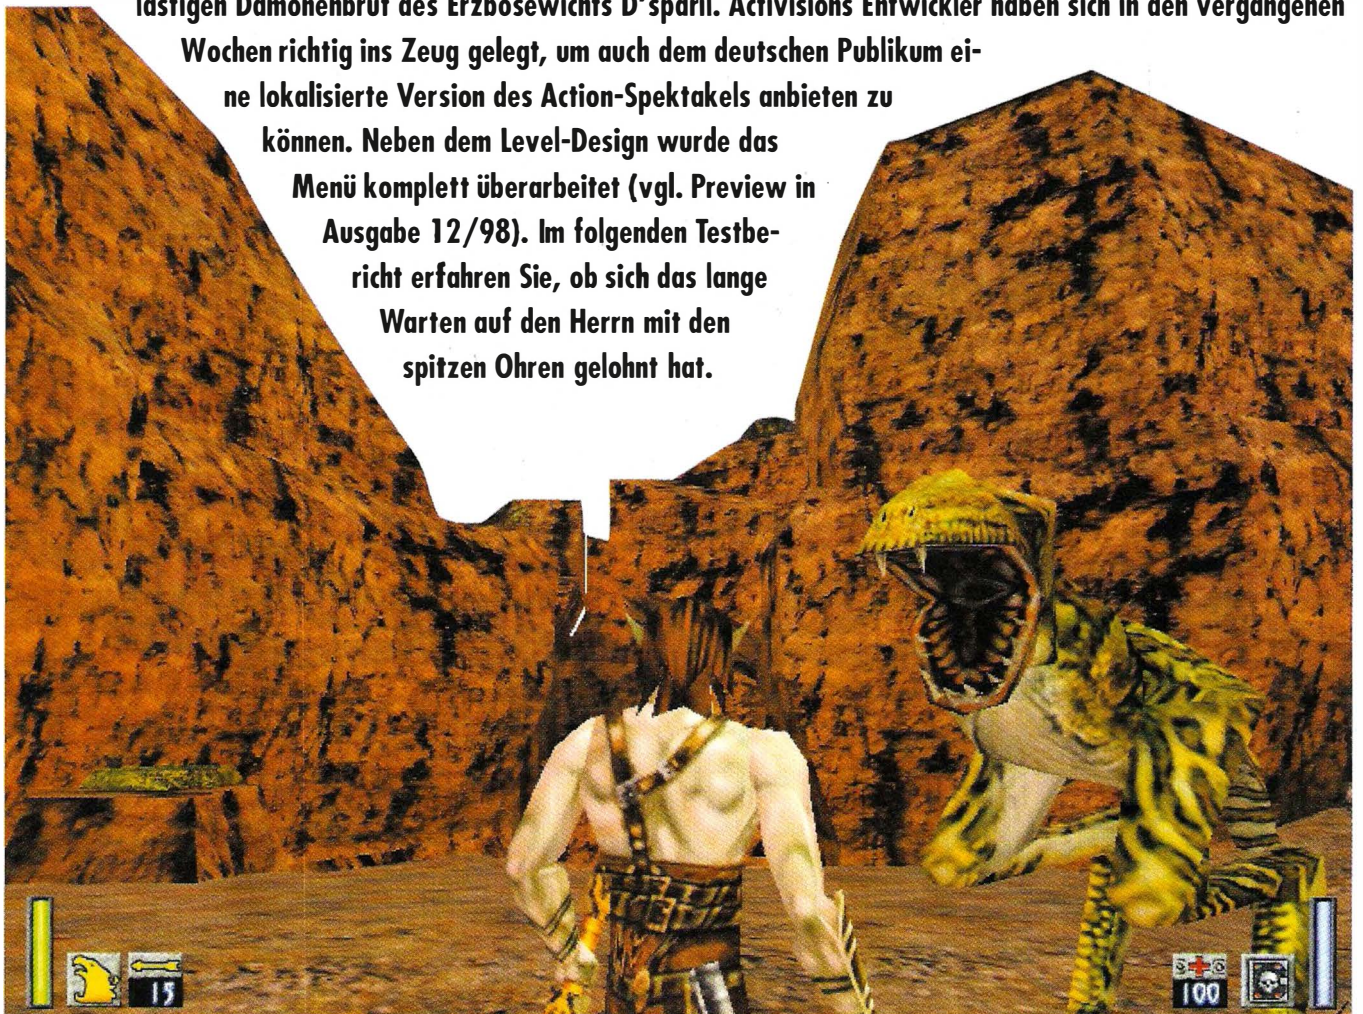 lästigen Dämonenbrut des Erzbösewichts D'sparil. Activisions Entwickler haben sich in den vergangenen
Wochen richtig ins Zeug gelegt, um auch dem deutschen Publikum ei-
ne lokalisierte Version des Action-Spektakels anbieten zu
können. Neben dem Level-Design wurde das
Menü komplett überarbeitet (vgl. Preview in
Ausgabe 12/98). Im folgenden Testbe-
richt erfahren Sie, ob sich das lange
Warten auf den Herrn mit den
spitzen Ohren gelohnt hat.
15
100